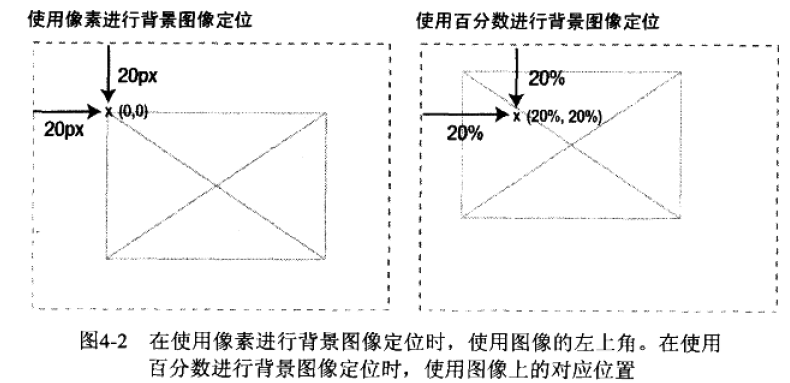 使用像素进行背景图像定位
使用百分数进行背景图像定位
20px
20px
x (0,0)
20%
20%
x (20%, 20%)
图4-2 在使用像素进行背景图像定位时，使用图像的左上角。在使用
百分数进行背景图像定位时，使用图像上的对应位置